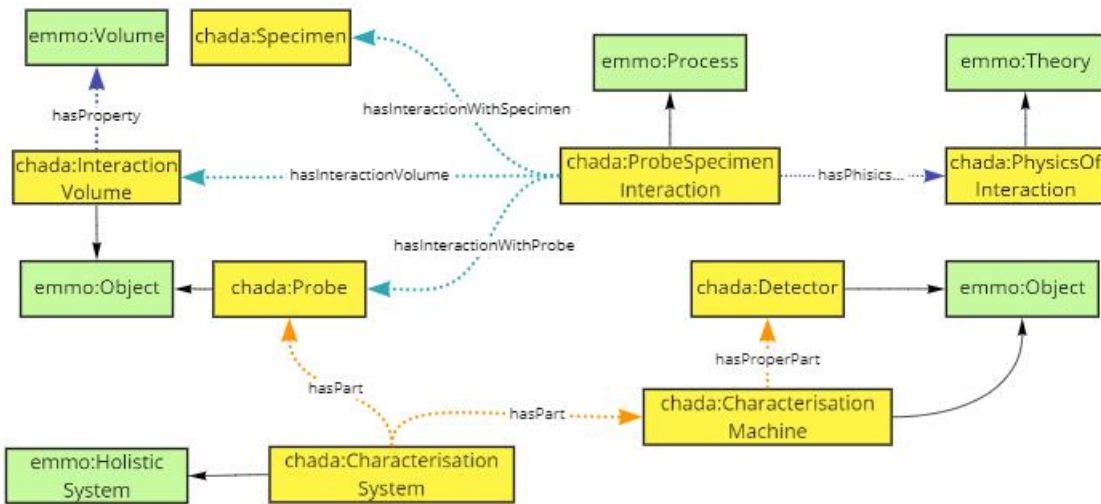 emmo:Volume
chada:Specimen
emmo:Process
emmo:Theory
hasInteractionWithSpecimen
hasProperty
chada:Interaction
Volume
hasInteractionVolume
chada:ProbeSpecimen
Interaction
hasPhisics...
chada:PhysicsOf
Interaction
hasInteractionWithProbe
emmo:Object
chada:Probe
chada:Detector
emmo:Object
hasProperPart
hasPart
hasPart
chada:Characterisation
Machine
emmo:Holistic
System
chada:Characterisation
System